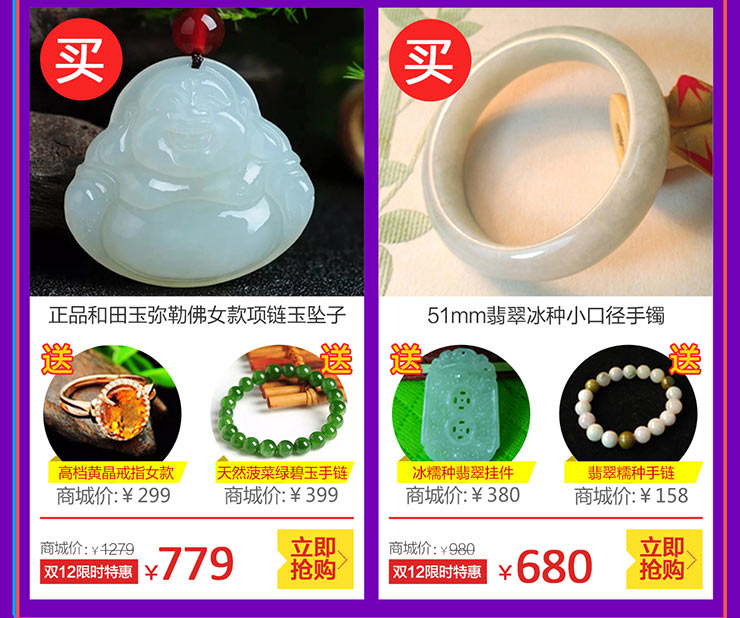 买
正品和田玉弥勒佛女款项链玉坠子
送
送
高档黄晶戒指女款
天然菠菜绿碧玉手链
商城价:￥299
商城价:￥399
商城价:￥1279
双12限时特惠
￥779
立即
抢购
买
51mm翡翠冰种小口径手镯
送
送
冰糯种翡翠挂件
翡翠糯种手链
商城价:￥380
商城价:￥158
商城价:￥980
双12限时特惠
￥680
立即
抢购